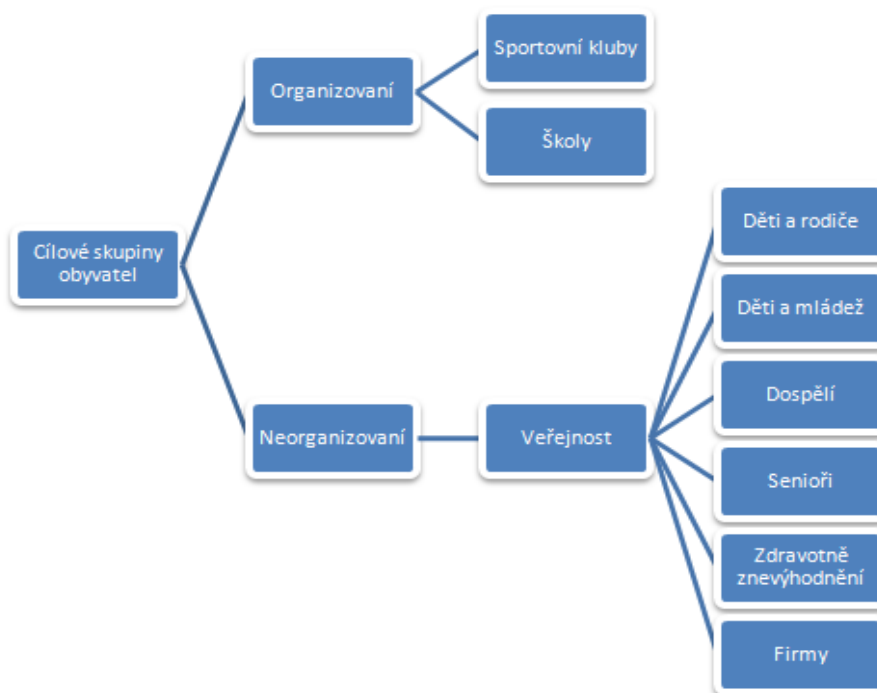 Sportovní kluby
Organizovaní
Školy
Děti a rodiče
Cílové skupiny
obyvatel
Děti a mládež
Dospělí
Neorganizovaní
Veřejnost
Senioři
Zdravotně
znevýhodnění
Firmy